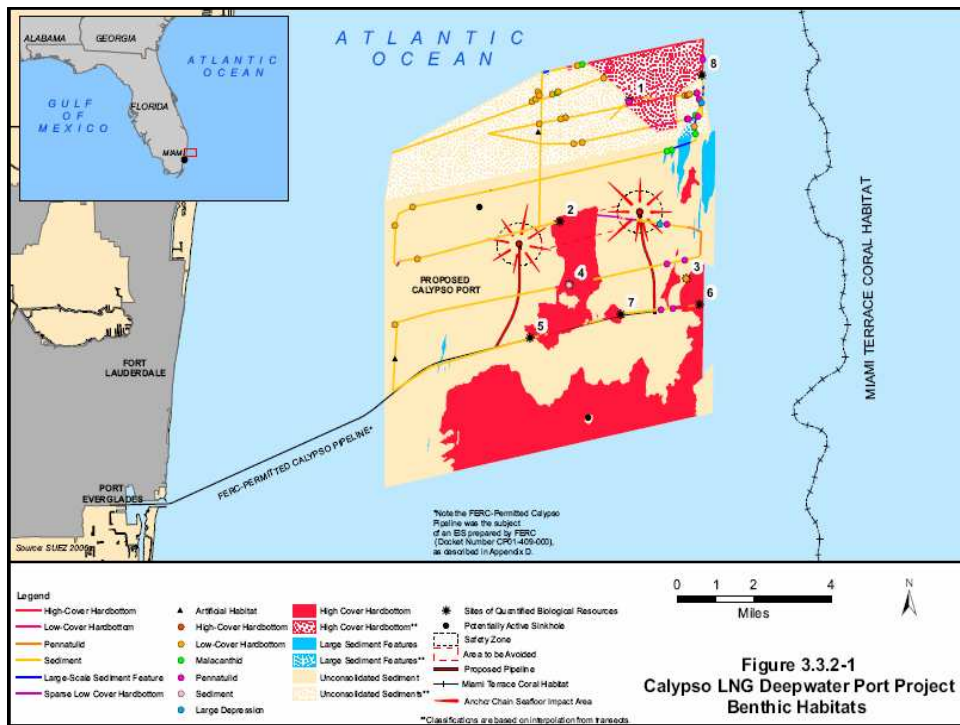 ALABAMA
GEORGIA
ATLANTIC
OCEAN
GULF
OF
MEXICO
FLORIDA
MIAMI
ATLANTIC
OCEAN
8
1
2
3
4
5
6
7
PROPOSED
CALYPSO PORT
MIAMI TERRACE CORAL HABITAT
FORT
LAUDERDALE
PORT
EVERGLADES
FERC-PERMITTED CALYPSO PIPELINE*
*Note the FERC-Permitted Calypso
Pipeline was the subject
of an EIS prepared by FERC
(Docket Number CP01-409-000),
as described in Appendix D.
Source: SUEZ 2006
Legend
High-Cover Hardbottom
Low-Cover Hardbottom
Pennatulid
Sediment
Large-Scale Sediment Feature
Sparse Low Cover Hardbottom
Artificial Habitat
High-Cover Hardbottom
Low-Cover Hardbottom
Malacanthid
Pennatulid
Sediment
Large Depression
High Cover Hardbottom
High Cover Hardbottom**
Large Sediment Features
Large Sediment Features**
Unconsolidated Sediment
Unconsolidated Sediments**
Sites of Quantified Biological Resources
Potentially Active Sinkhole
Safety Zone
Area to be Avoided
Proposed Pipeline
Miami Terrace Coral Habitat
Anchor Chain Seafloor Impact Area
**Classifications are based on interpolation from transects.
0 1 2 4
Miles
N
Figure 3.3.2-1
Calypso LNG Deepwater Port Project
Benthic Habitats